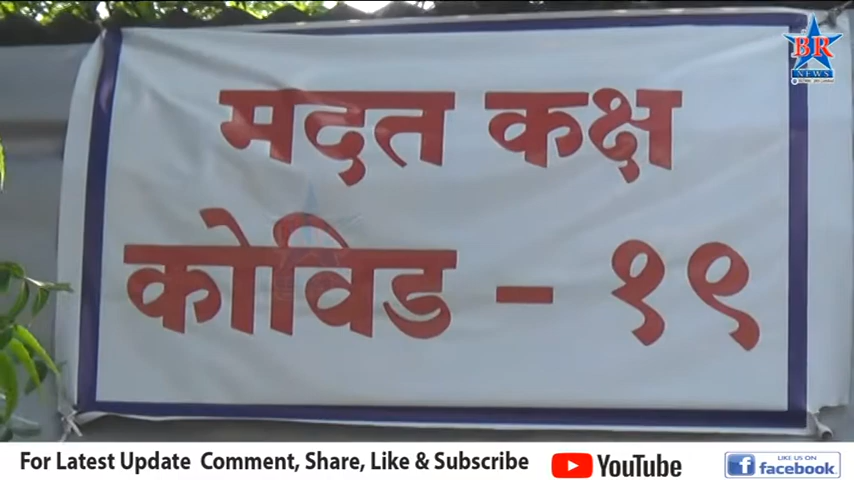 BR
NEWS
मदत कक्ष
कोविड - १९
For Latest Update Comment, Share, Like & Subscribe
YouTube
LIKE US ON
facebook